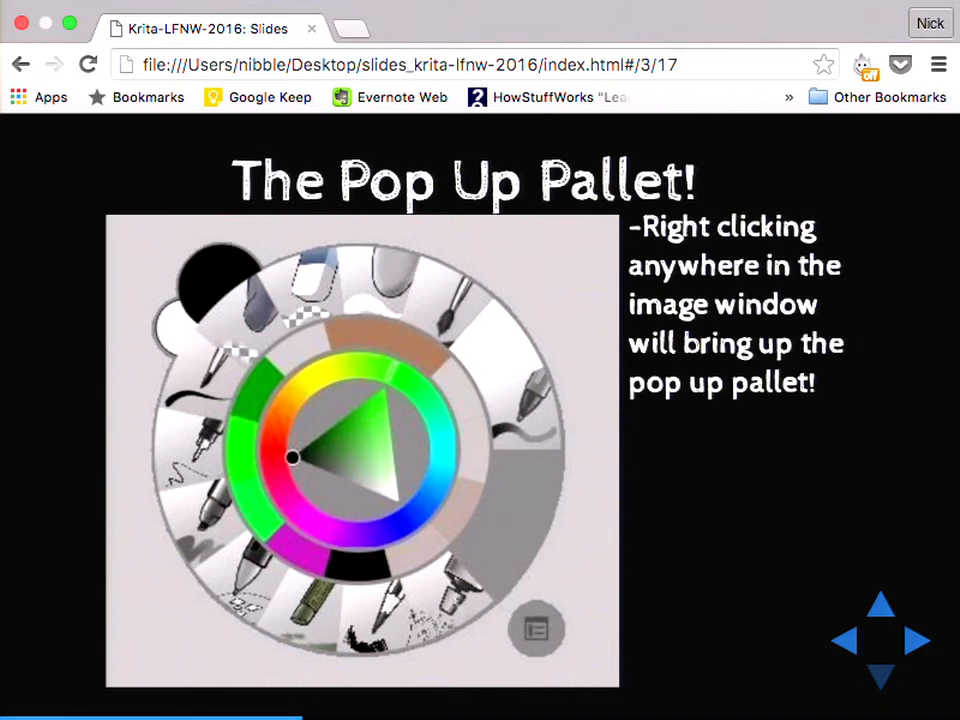 Krita-LFNW-2016: Slides
Nick
file:///Users/nibble/Desktop/slides_krita-lfnw-2016/index.html#/3/17
off
Apps Bookmarks Google Keep Evernote Web HowStuffWorks "Lea » Other Bookmarks
The Pop Up Pallet!
-Right clicking
anywhere in the
image window
will bring up the
pop up pallet!